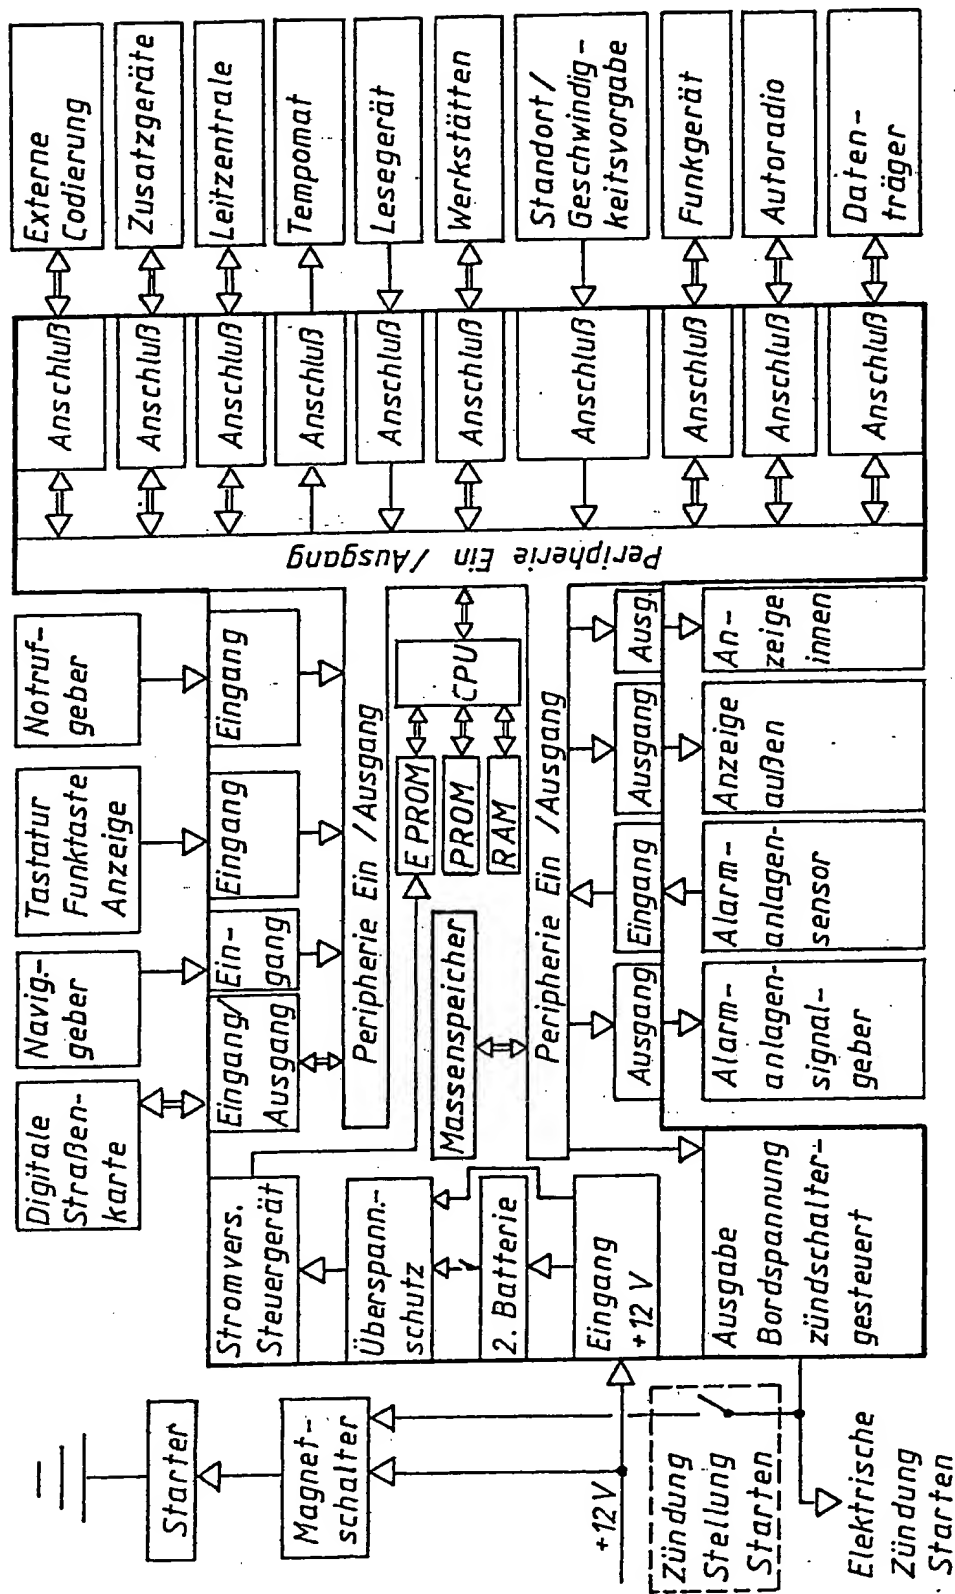 Externe
Codierung
Zusatzgeräte
Leitzentrale
Tempomat
Lesegerät
Werkstätten
Standort/
Geschwindig-
keitsvorgabe
Funkgerät
Autoradio
Daten-
träger
Anschluß
Anschluß
Anschluß
Anschluß
Anschluß
Anschluß
Anschluß
Anschluß
Anschluß
Anschluß
Peripherie Ein /Ausgang
Notruf-
geber
Tastatur
Funktaste
Anzeige
Navig.-
geber
Digitale
Straßen-
karte
Eingang
Eingang
Ein-
gang
Eingang/
Ausgang
Peripherie Ein /Ausgang
CPU
EPROM
PROM
RAM
Massenspeicher
Peripherie Ein /Ausgang
Ausg.
Ausgang
Eingang
Ausgang
An-
zeige
innen
Anzeige
außen
Alarm-
anlagen-
sensor
Alarm-
anlagen-
signal-
geber
Stromvers.
Steuergerät
Überspann.-
schutz
2. Batterie
Eingang
+12 V
Ausgabe
Bordspannung
zündschalter-
gesteuert
Starter
Magnet-
schalter
+12V
Zündung
Stellung
Starten
Elektrische
Zündung
Starten